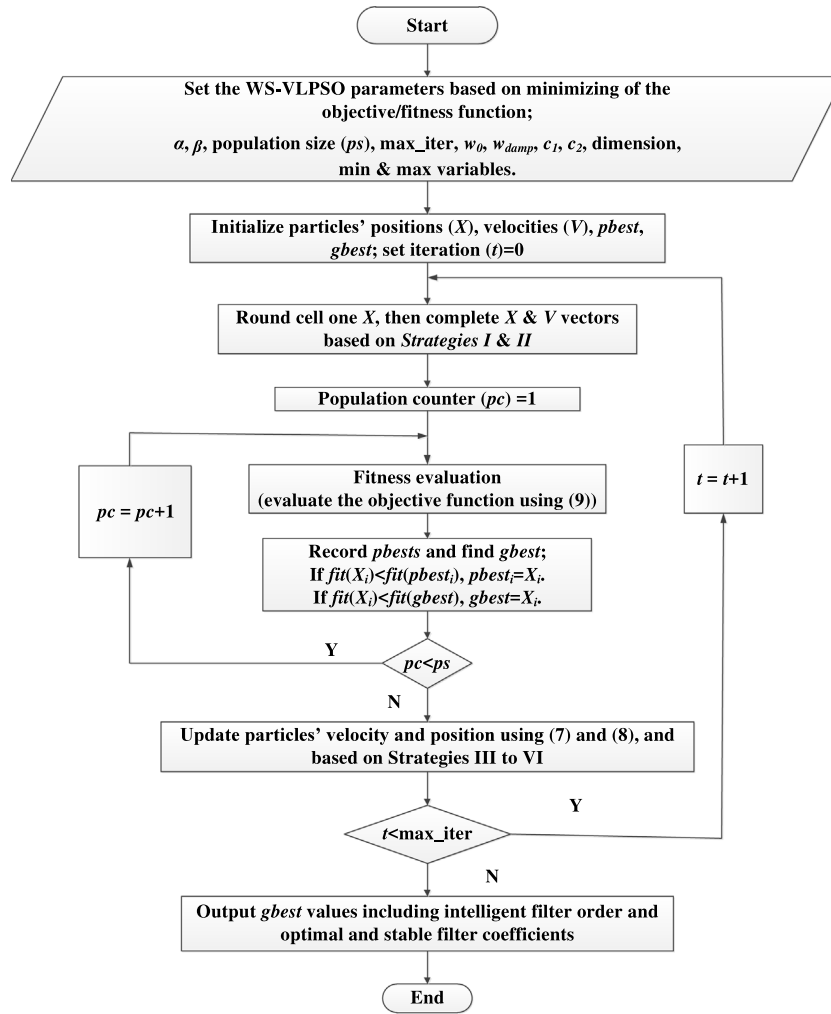 Start
Set the WS-VLPSO parameters based on minimizing of the
objective/fitness function;
α, β, population size (ps), max_iter, w0, wdamp, c1, c2, dimension,
min & max variables.
Initialize particles' positions (X), velocities (V), pbest,
gbest; set iteration (t)=0
Round cell one X, then complete X & V vectors
based on Strategies I & II
Population counter (pc) =1
Fitness evaluation
(evaluate the objective function using (9))
t = t+1
pc = pc+1
Record pbests and find gbest;
If fit(Xi)<fit(pbesti), pbesti=Xi.
If fit(Xi)<fit(gbest), gbest=Xi.
Y
pc<ps
N
Update particles' velocity and position using (7) and (8), and
based on Strategies III to VI
Y
t<max_iter
N
Output gbest values including intelligent filter order and
optimal and stable filter coefficients
End